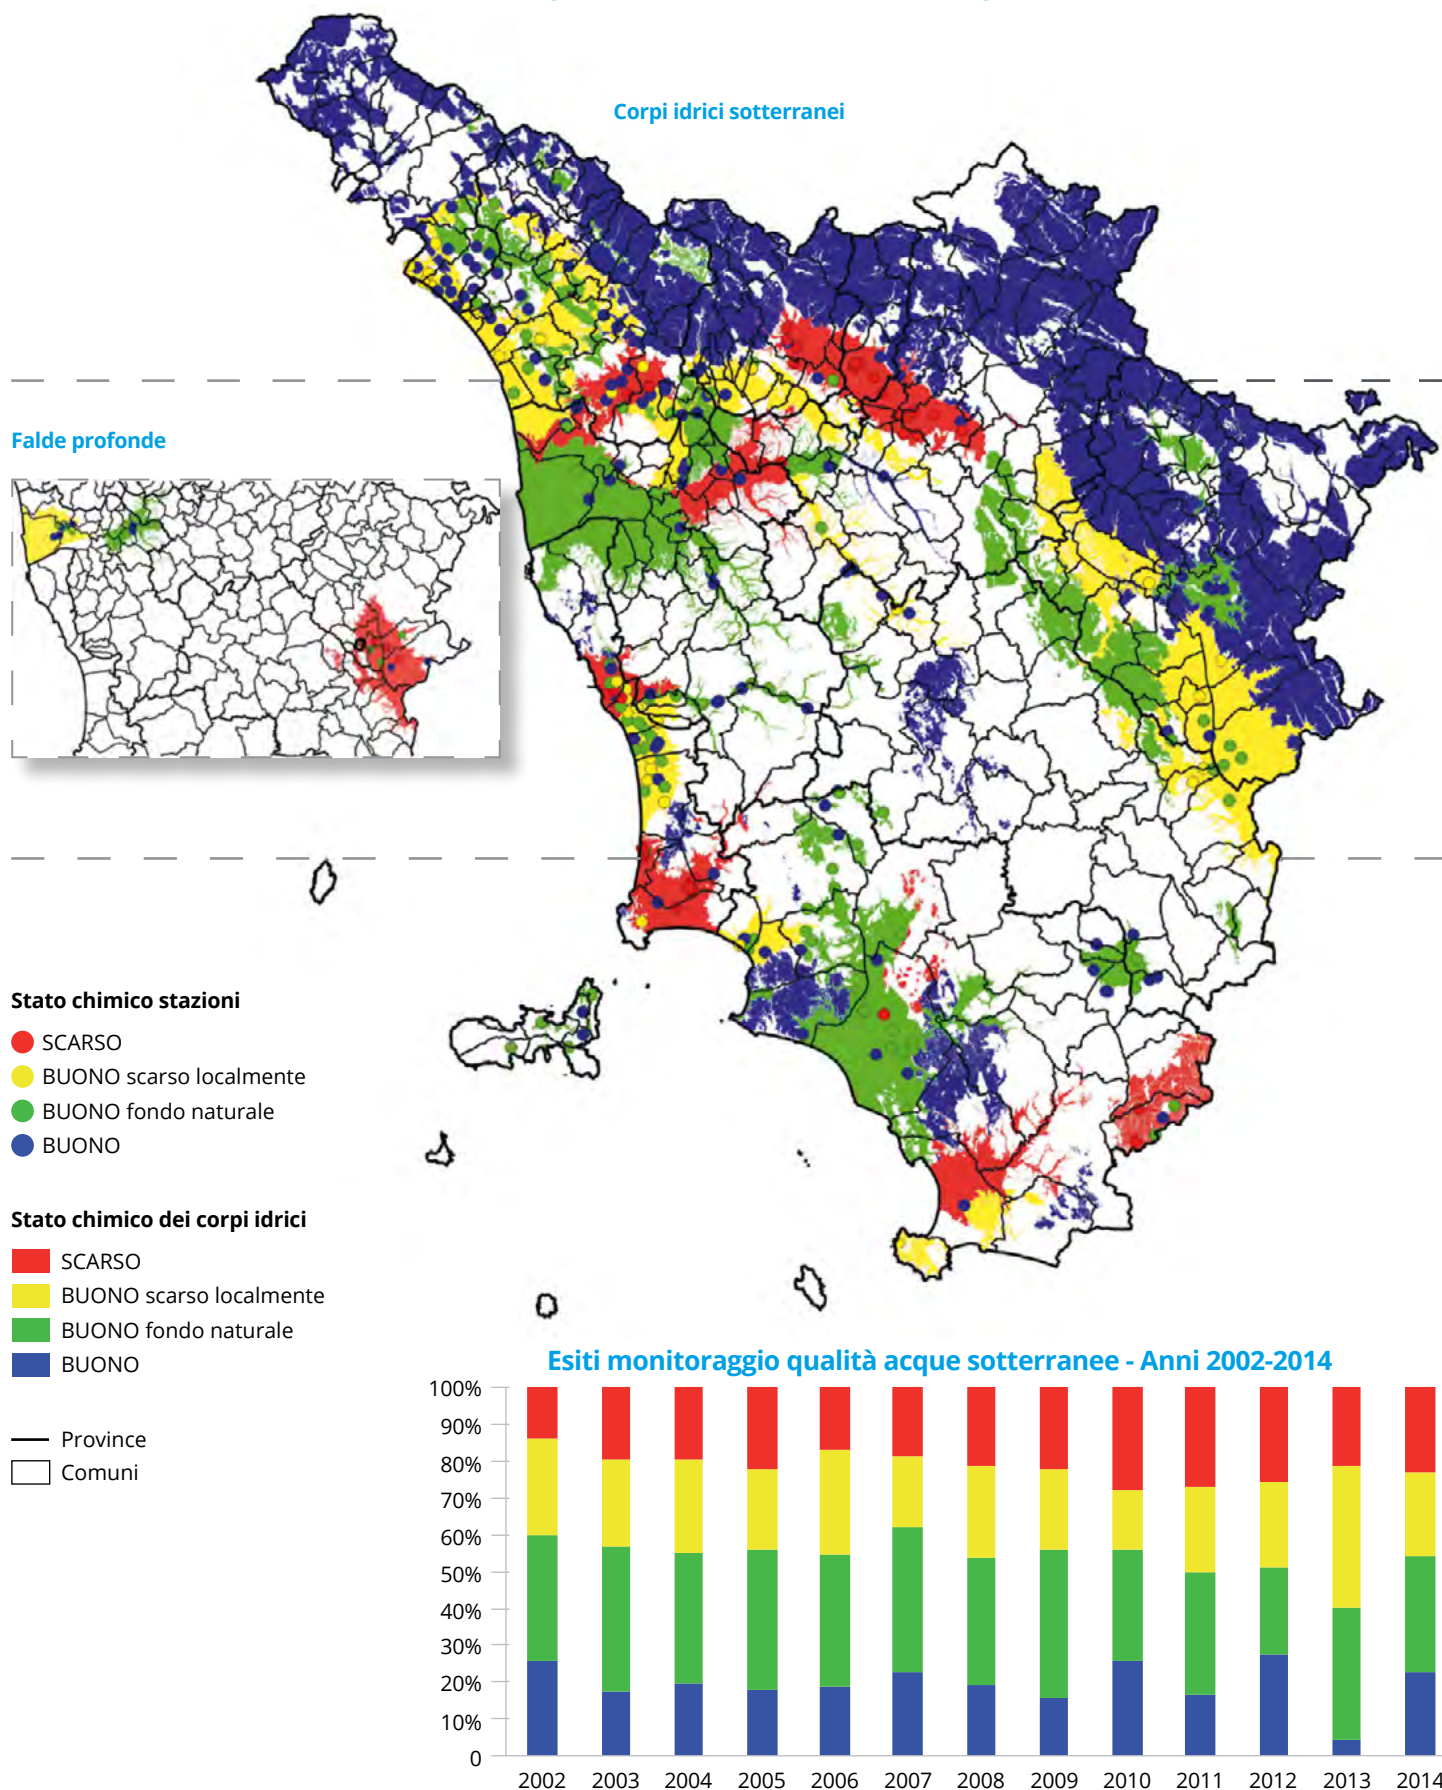 Corpi idrici sotterranei
Falde profonde
Stato chimico stazioni
SCARSO
BUONO scarso localmente
BUONO fondo naturale
BUONO
Stato chimico dei corpi idrici
SCARSO
BUONO scarso localmente
BUONO fondo naturale
BUONO
Province
Comuni
Esiti monitoraggio qualità acque sotterranee - Anni 2002-2014
100%
90%
80%
70%
60%
50%
40%
30%
20%
10%
0
2002 2003 2004 2005 2006 2007 2008 2009 2010 2011 2012 2013 2014